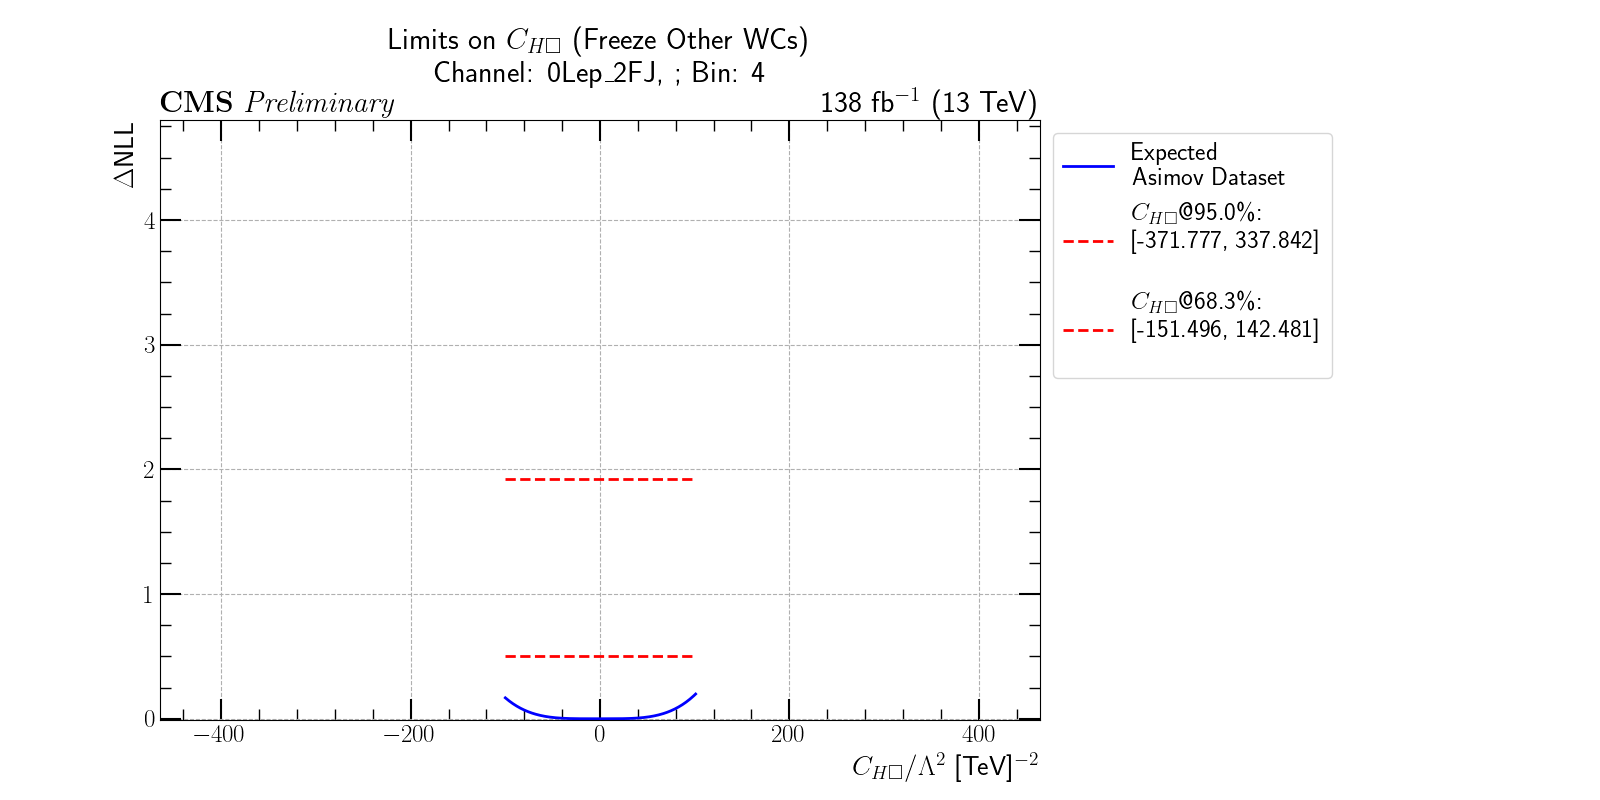 Limits on C_{H□} (Freeze Other WCs)
Channel: 0Lep_2FJ, ; Bin: 4
CMS Preliminary 138 fb⁻¹ (13 TeV)
ΔNLL
4
3
2
1
0
−400 −200 0 200 400
C_{H□}/Λ² [TeV]⁻²
Expected
Asimov Dataset
C_{H□}@95.0%:
[-371.777, 337.842]
C_{H□}@68.3%:
[-151.496, 142.481]